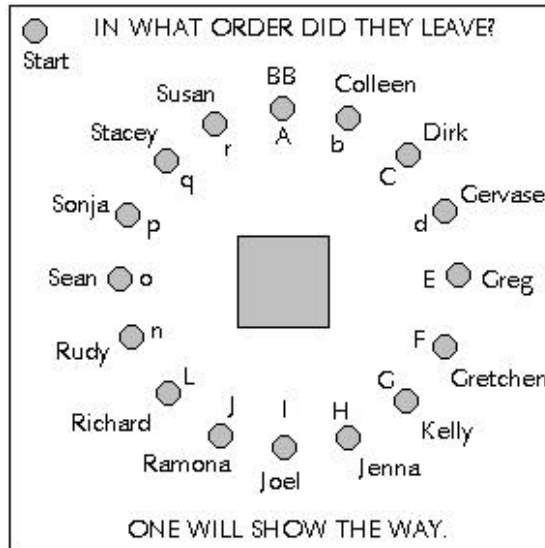 IN WHAT ORDER DID THEY LEAVE?
Start
BB
A
Colleen
b
Dirk
C
Gervase
d
E Greg
F
Gretchen
G
Kelly
H
Jenna
I
Joel
J
Ramona
L
Richard
n
Rudy
Sean o
Sonja
p
Stacey
q
Susan
r
ONE WILL SHOW THE WAY.